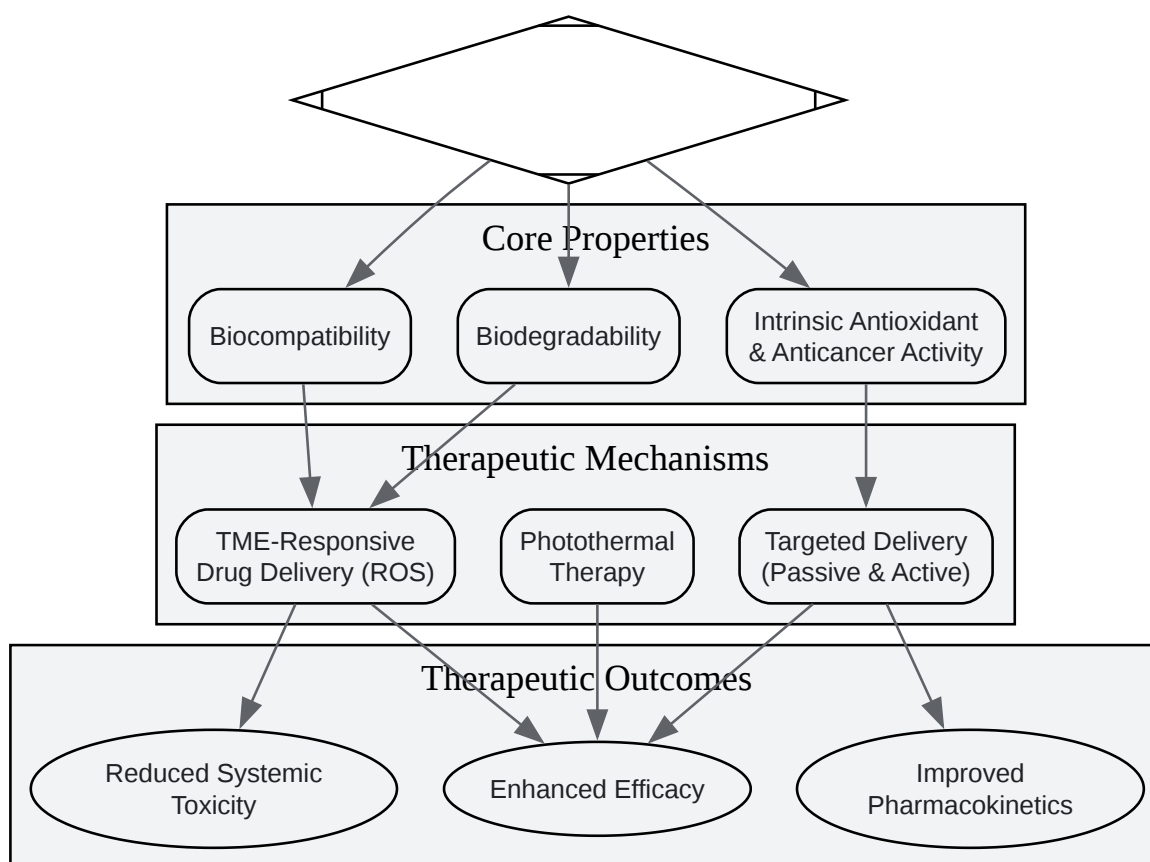 Core Properties
Biocompatibility
Biodegradability
Intrinsic Antioxidant
& Anticancer Activity
Therapeutic Mechanisms
TME-Responsive
Drug Delivery (ROS)
Photothermal
Therapy
Targeted Delivery
(Passive & Active)
Therapeutic Outcomes
Reduced Systemic
Toxicity
Enhanced Efficacy
Improved
Pharmacokinetics